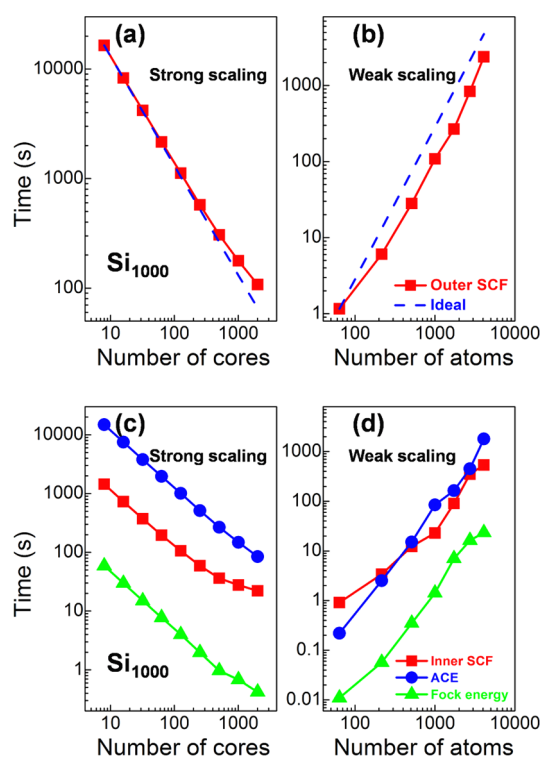 (a)
Strong scaling
Time (s)
10000
1000
100
Si1000
10 100 1000
Number of cores
(b)
Weak scaling
1000
100
10
1
Outer SCF
Ideal
100 1000 10000
Number of atoms
(c)
Strong scaling
Time (s)
10000
1000
100
10
1
Si1000
10 100 1000
Number of cores
(d)
Weak scaling
1000
100
10
1
0.1
0.01
Inner SCF
ACE
Fock energy
100 1000 10000
Number of atoms